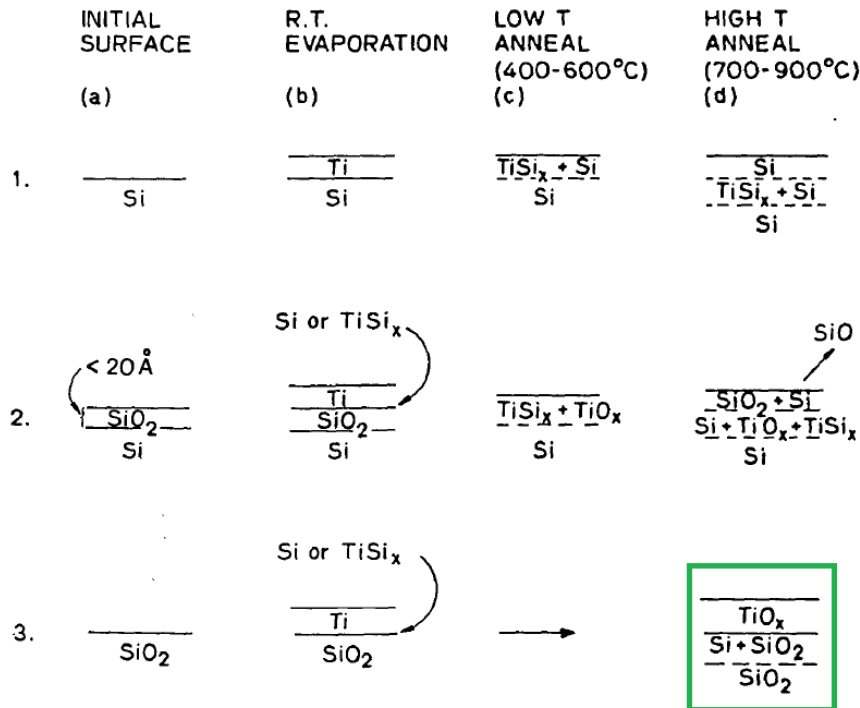 INITIAL SURFACE
(a)
R.T. EVAPORATION
(b)
LOW T ANNEAL (400-600°C)
(c)
HIGH T ANNEAL (700-900°C)
(d)
1.
Si
Ti
Si
TiSiₓ + Si
Si
Si
TiSiₓ + Si
Si
2.
< 20 Å
SiO₂
Si
Si or TiSiₓ
Ti
SiO₂
Si
TiSiₓ + TiOₓ
Si
SiO
SiO₂ + Si
Si + TiOₓ + TiSiₓ
Si
3.
SiO₂
Si or TiSiₓ
Ti
SiO₂
TiOₓ
Si + SiO₂
SiO₂